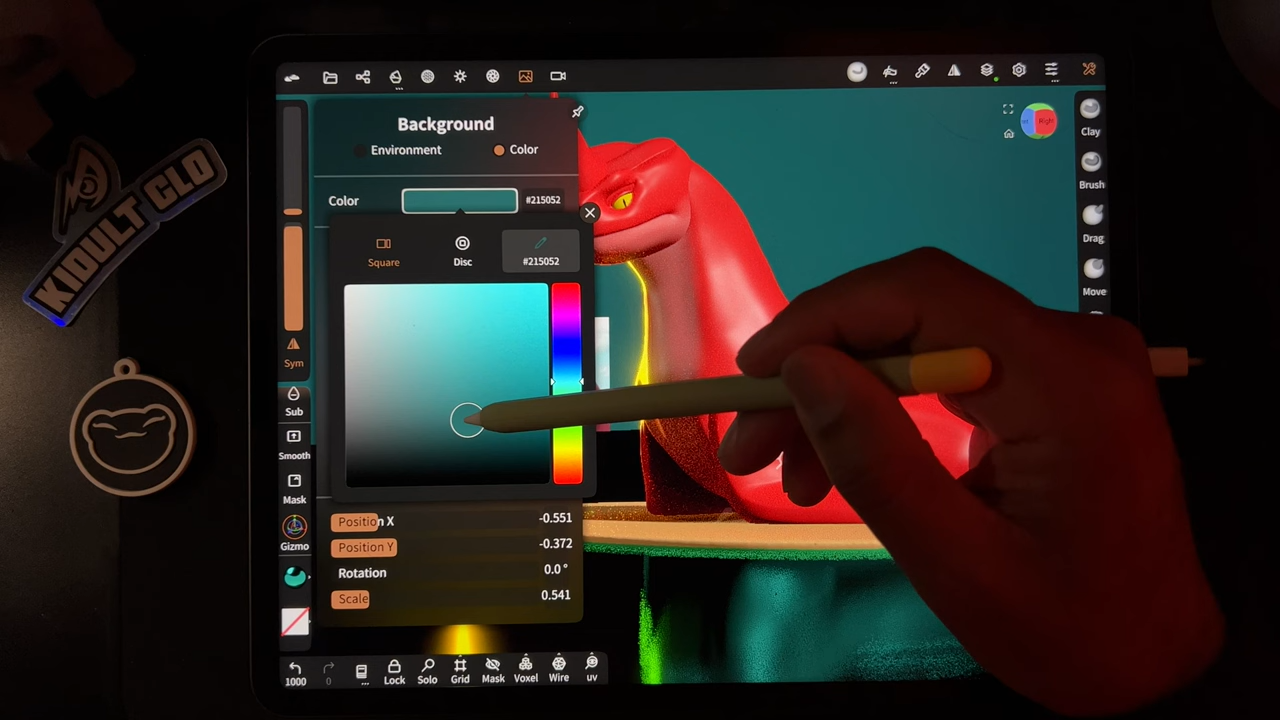 KIDULT CLO
Background
Environment
Color
Color
#215052
Square
Disc
#215052
Position X
-0.551
Position Y
-0.372
Rotation
0.0°
Scale
0.541
Sym
Sub
Smooth
Mask
Gizmo
1000
0
Lock
Solo
Grid
Mask
Voxel
Wire
uv
Right
Clay
Brush
Drag
Move